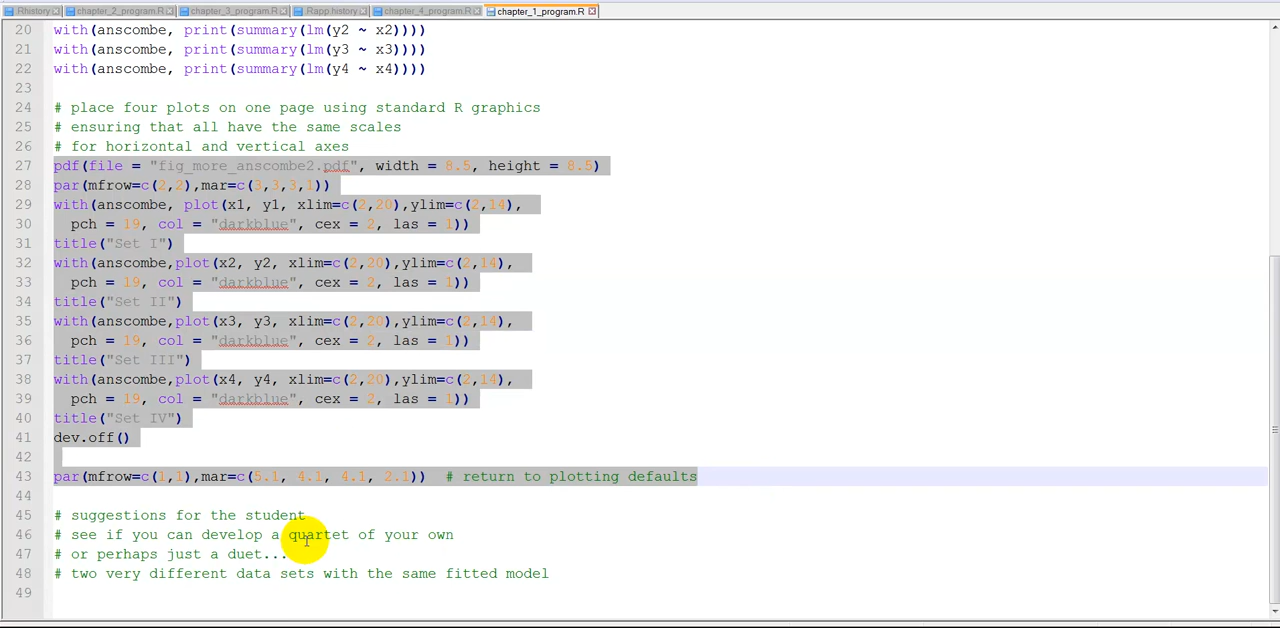 Rhistory chapter_2_program.R chapter_3_program.R Rapp.history chapter_4_program.R chapter_1_program.R
20 with(anscombe, print(summary(lm(y2 ~ x2))))
21 with(anscombe, print(summary(lm(y3 ~ x3))))
22 with(anscombe, print(summary(lm(y4 ~ x4))))
23
24 # place four plots on one page using standard R graphics
25 # ensuring that all have the same scales
26 # for horizontal and vertical axes
27 pdf(file = "fig_more_anscombe2.pdf", width = 8.5, height = 8.5)
28 par(mfrow=c(2,2),mar=c(3,3,3,1))
29 with(anscombe, plot(x1, y1, xlim=c(2,20),ylim=c(2,14),
30 pch = 19, col = "darkblue", cex = 2, las = 1))
31 title("Set I")
32 with(anscombe,plot(x2, y2, xlim=c(2,20),ylim=c(2,14),
33 pch = 19, col = "darkblue", cex = 2, las = 1))
34 title("Set II")
35 with(anscombe,plot(x3, y3, xlim=c(2,20),ylim=c(2,14),
36 pch = 19, col = "darkblue", cex = 2, las = 1))
37 title("Set III")
38 with(anscombe,plot(x4, y4, xlim=c(2,20),ylim=c(2,14),
39 pch = 19, col = "darkblue", cex = 2, las = 1))
40 title("Set IV")
41 dev.off()
42
43 par(mfrow=c(1,1),mar=c(5.1, 4.1, 4.1, 2.1)) # return to plotting defaults
44
45 # suggestions for the student
46 # see if you can develop a quartet of your own
47 # or perhaps just a duet...
48 # two very different data sets with the same fitted model
49